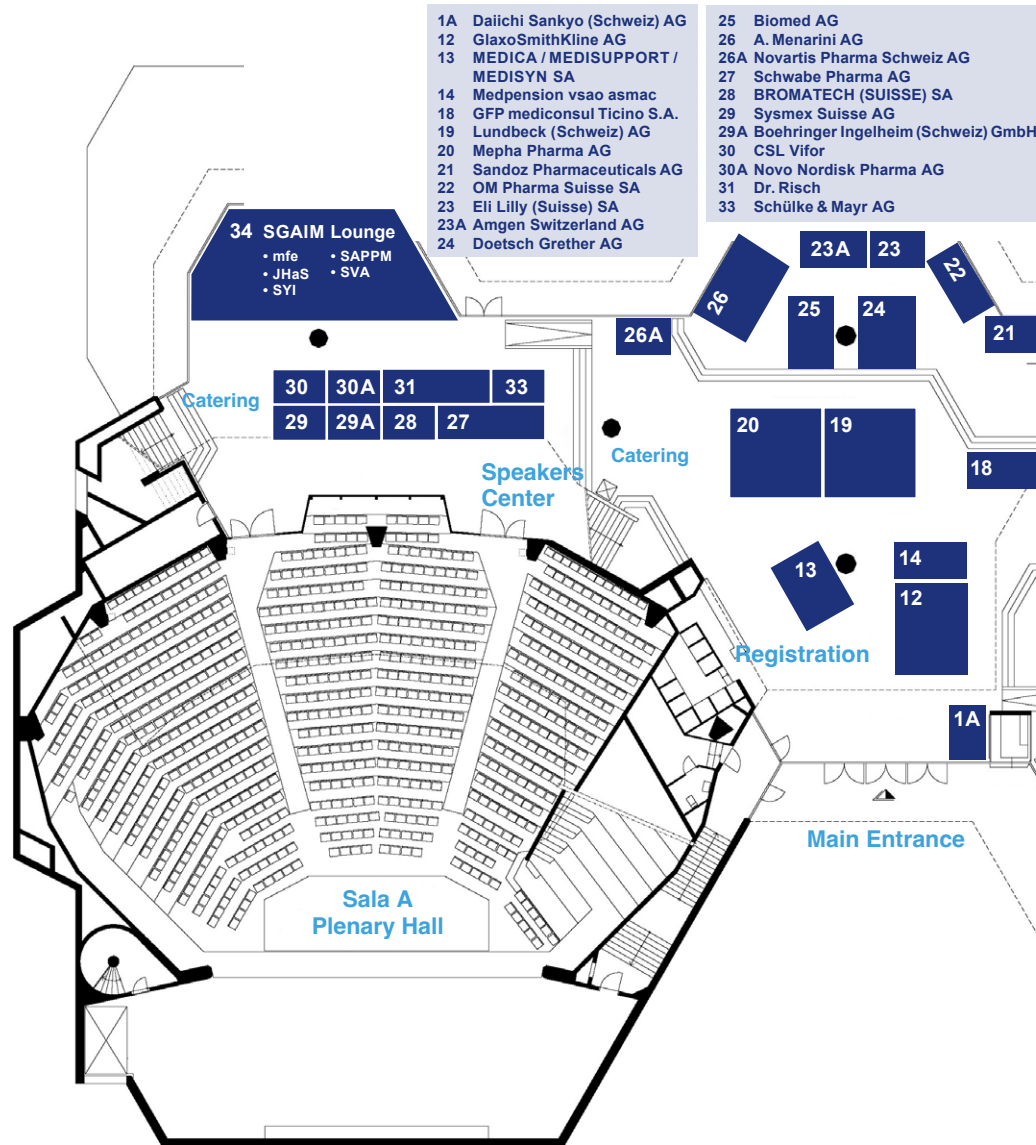 1A Daiichi Sankyo (Schweiz) AG
12 GlaxoSmithKline AG
13 MEDICA / MEDISUPPORT /
MEDISYN SA
14 Medpension vsao asmac
18 GFP mediconsul Ticino S.A.
19 Lundbeck (Schweiz) AG
20 Mepha Pharma AG
21 Sandoz Pharmaceuticals AG
22 OM Pharma Suisse SA
23 Eli Lilly (Suisse) SA
23A Amgen Switzerland AG
24 Doetsch Grether AG
25 Biomed AG
26 A. Menarini AG
26A Novartis Pharma Schweiz AG
27 Schwabe Pharma AG
28 BROMATECH (SUISSE) SA
29 Sysmex Suisse AG
29A Boehringer Ingelheim (Schweiz) GmbH
30 CSL Vifor
30A Novo Nordisk Pharma AG
31 Dr. Risch
33 Schülke & Mayr AG
34 SGAIM Lounge
• mfe • SAPPM
• JHaS • SVA
• SYI
23A 23
26
22
25 24
26A
21
30 30A 31 33
Catering
29 29A 28 27
20 19
Catering
18
Speakers
Center
14
13
12
Registration
1A
Main Entrance
Sala A
Plenary Hall